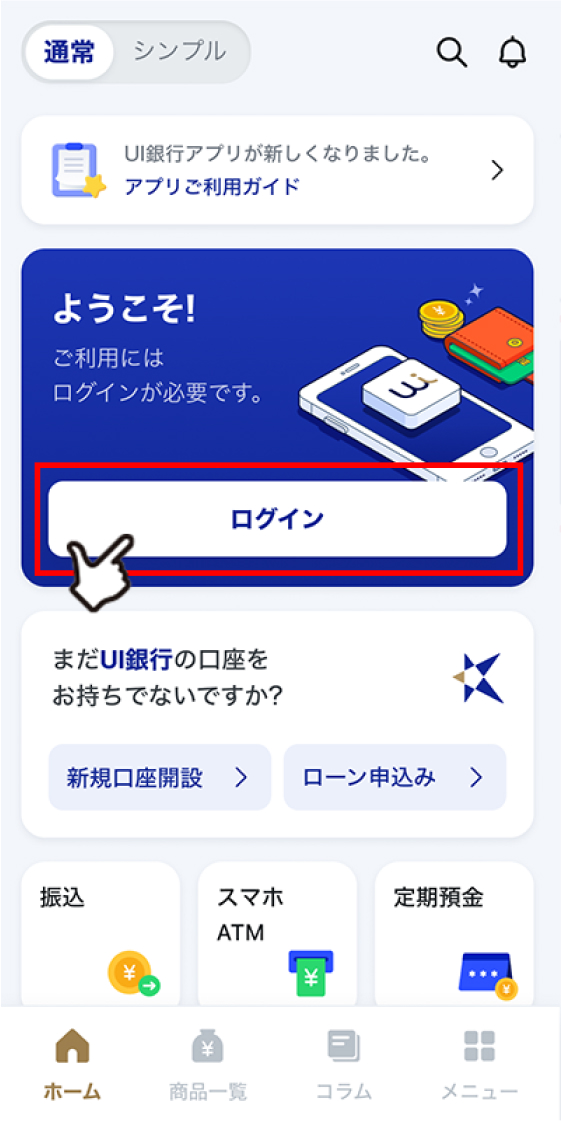 通常 シンプル
UI銀行アプリが新しくなりました。
アプリご利用ガイド
ようこそ!
ご利用には
ログインが必要です。
ui
ログイン
まだUI銀行の口座を
お持ちでないですか?
新規口座開設 ローン申込み
振込
スマホ
ATM
定期預金
ホーム 商品一覧 コラム メニュー